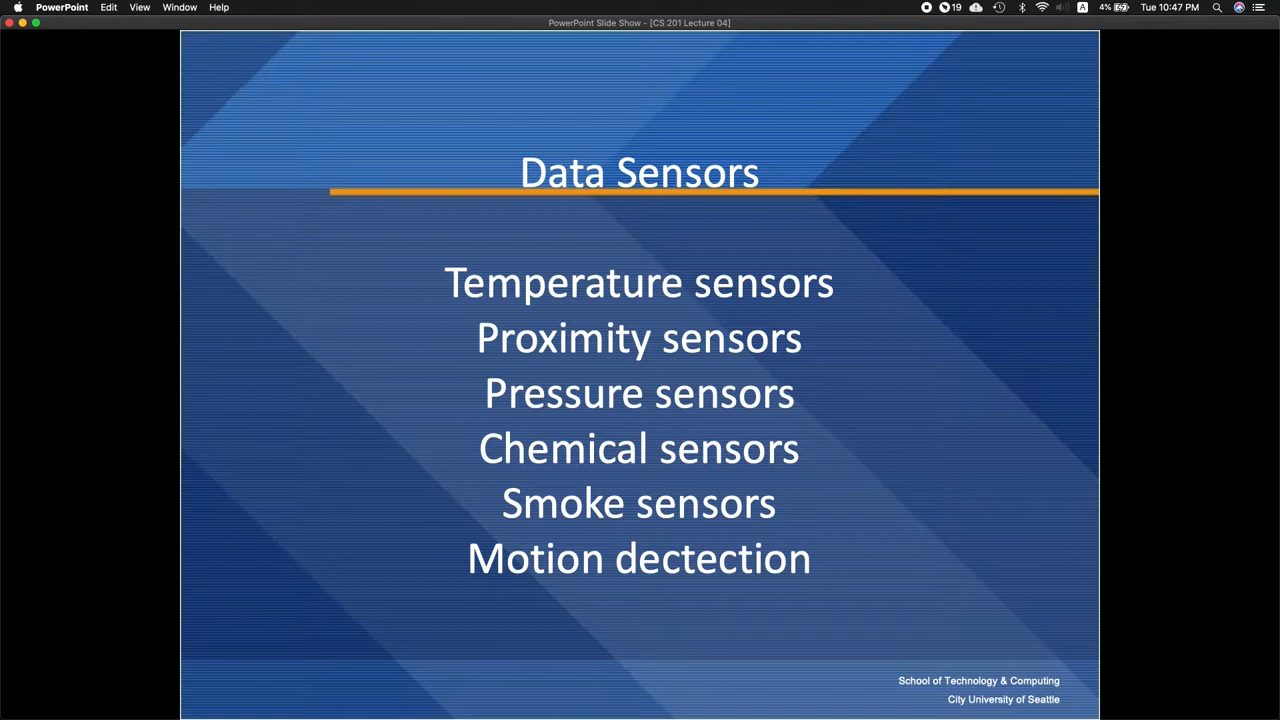 PowerPoint Edit View Window Help 19 A 4% Tue 10:47 PM
PowerPoint Slide Show - [CS 201 Lecture 04]
Data Sensors
Temperature sensors
Proximity sensors
Pressure sensors
Chemical sensors
Smoke sensors
Motion dectection
School of Technology & Computing
City University of Seattle